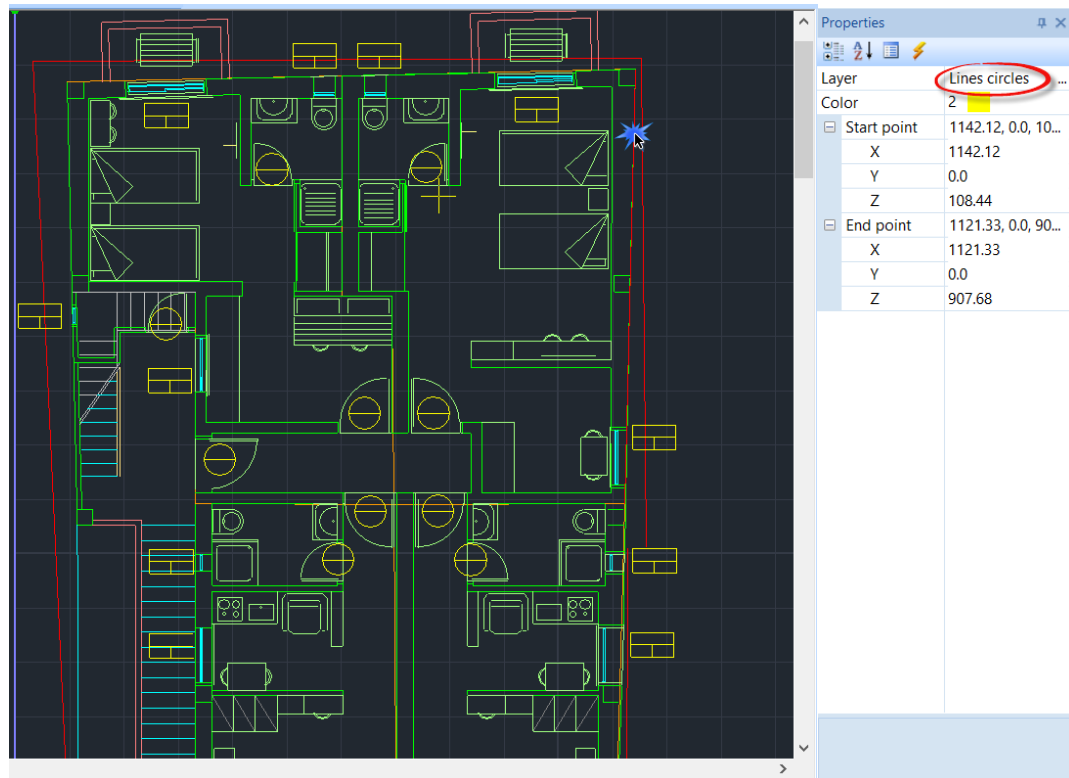 Properties
Layer Lines circles ...
Color 2
Start point 1142.12, 0.0, 10...
X 1142.12
Y 0.0
Z 108.44
End point 1121.33, 0.0, 90...
X 1121.33
Y 0.0
Z 907.68